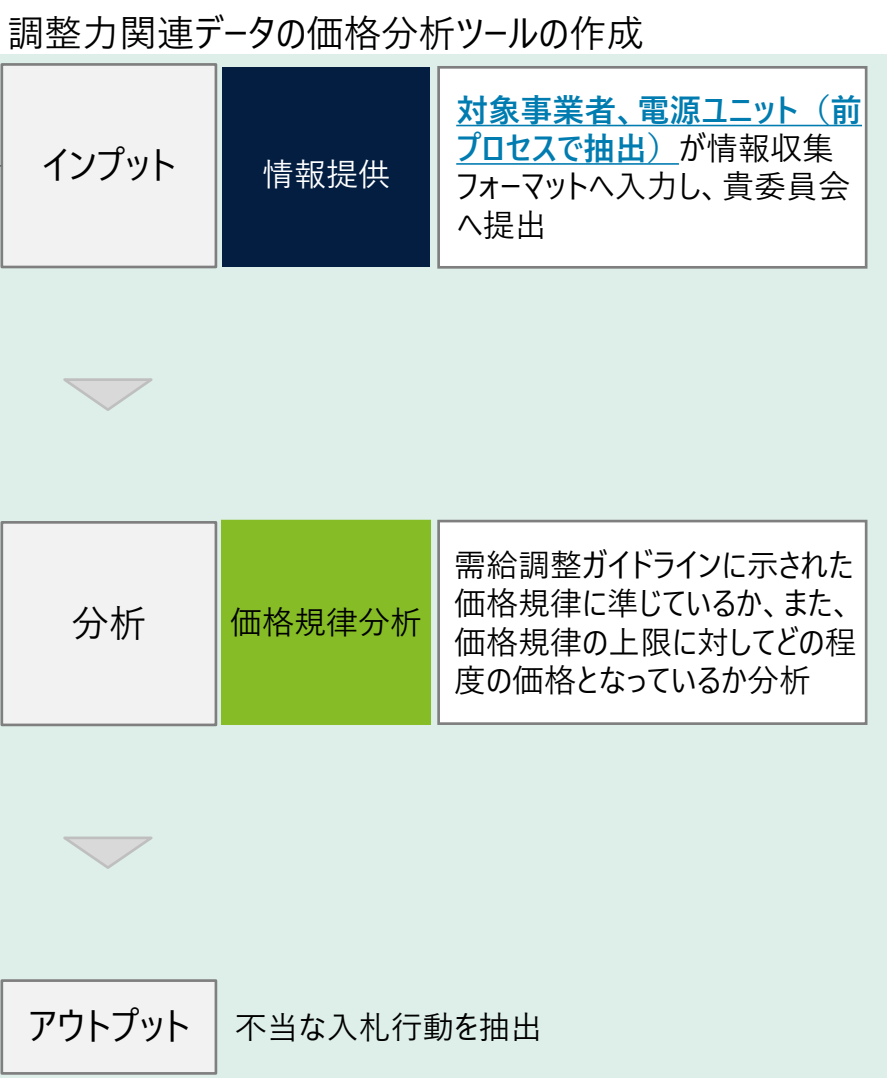 調整力関連データの価格分析ツールの作成
インプット
情報提供
対象事業者、電源ユニット（前
プロセスで抽出）が情報収集
フォーマットへ入力し、貴委員会
へ提出
分析
価格規律分析
需給調整ガイドラインに示された
価格規律に準じているか、また、
価格規律の上限に対してどの程
度の価格となっているか分析
アウトプット
不当な入札行動を抽出